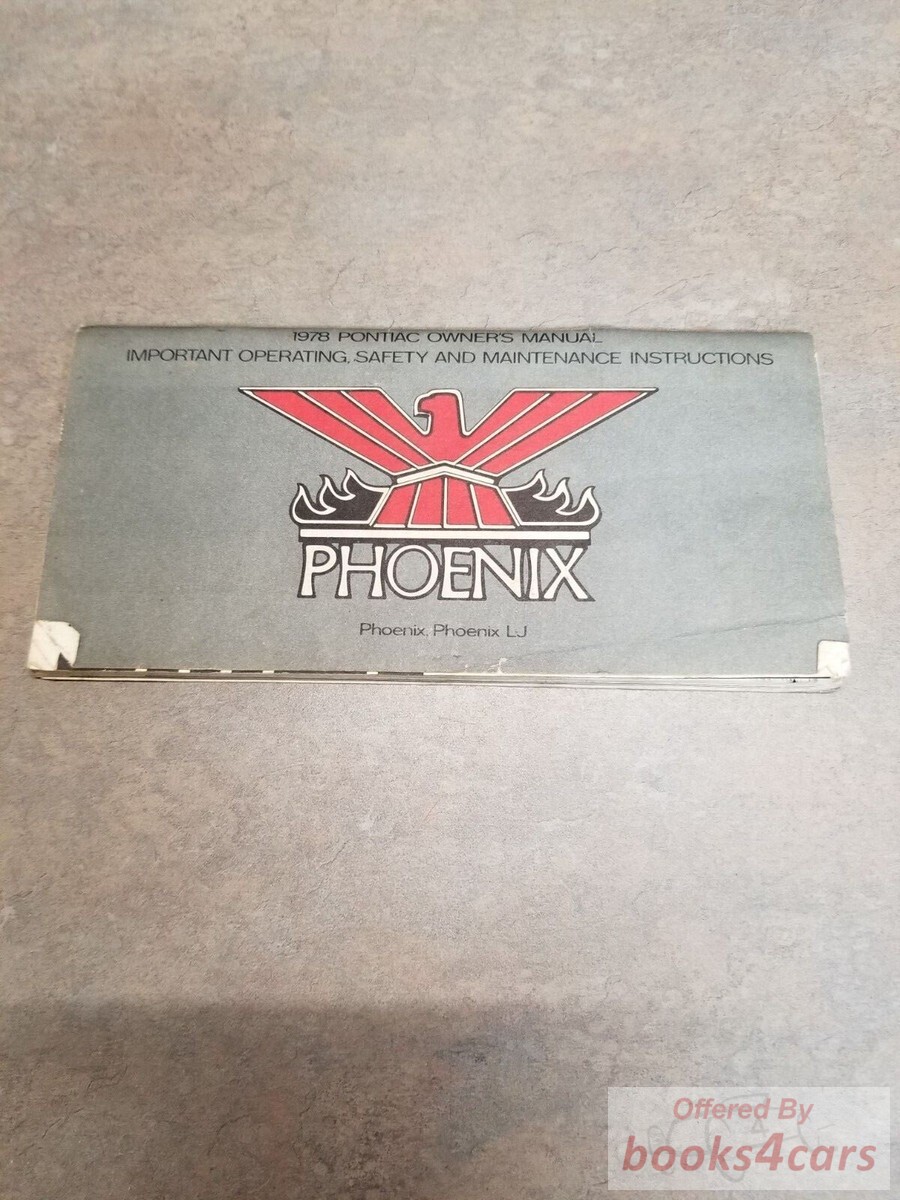 1978 PONTIAC OWNER'S MANUAL
IMPORTANT OPERATING, SAFETY AND MAINTENANCE INSTRUCTIONS
PHOENIX
Phoenix, Phoenix LJ
Offered By
books4cars